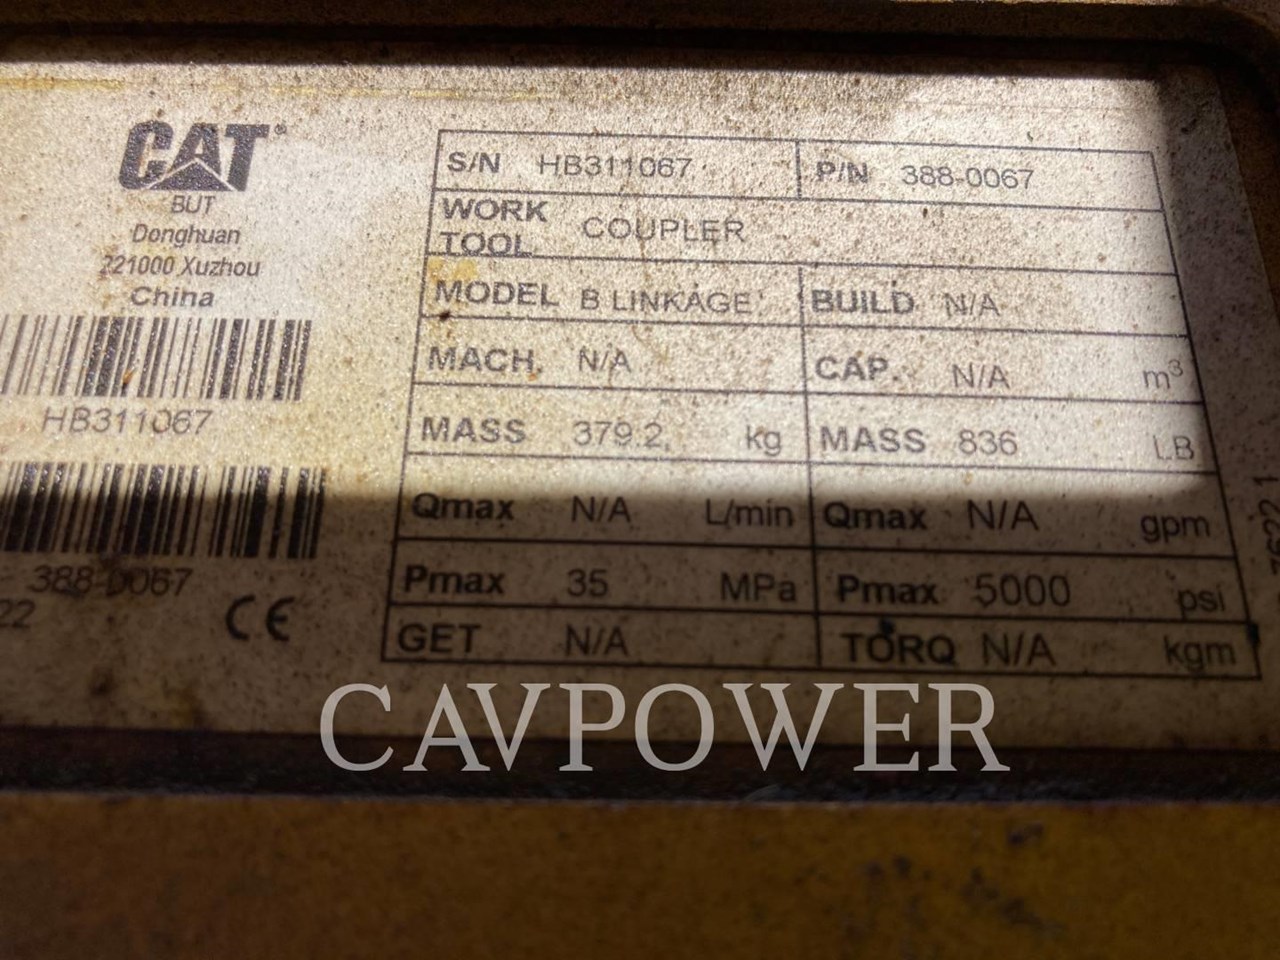 CAT®
BUT
Donghuan
221000 Xuzhou
China
HB311067
388-0067
22
CE
S/N HB311067 P/N 388-0067
WORK TOOL COUPLER
MODEL B LINKAGE BUILD N/A
MACH. N/A CAP. N/A m³
MASS 379.2 kg MASS 836 LB
Qmax N/A L/min Qmax N/A gpm
Pmax 35 MPa Pmax 5000 psi
GET N/A TORQ N/A kgm
CAVPOWER